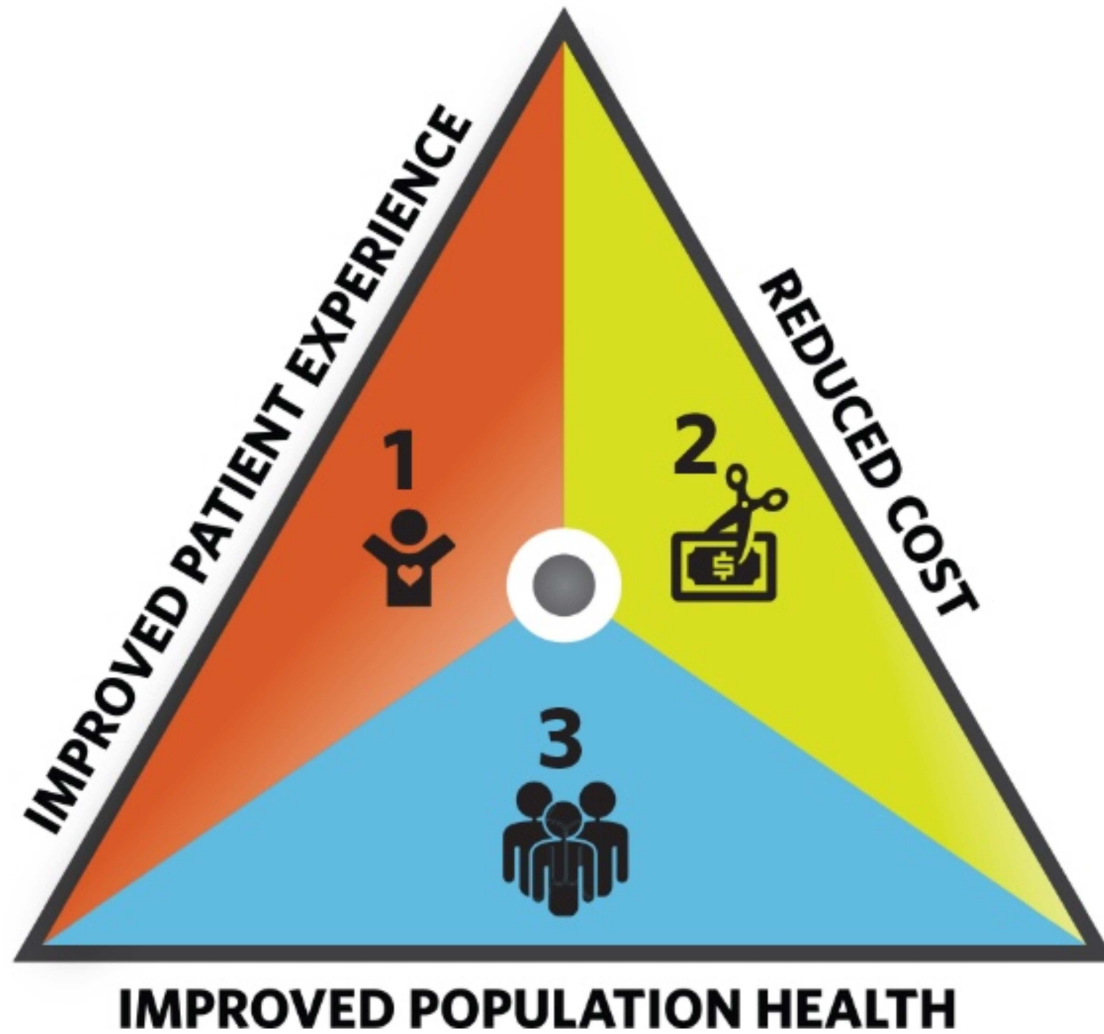 IMPROVED PATIENT EXPERIENCE
REDUCED COST
1
2
$
3
IMPROVED POPULATION HEALTH